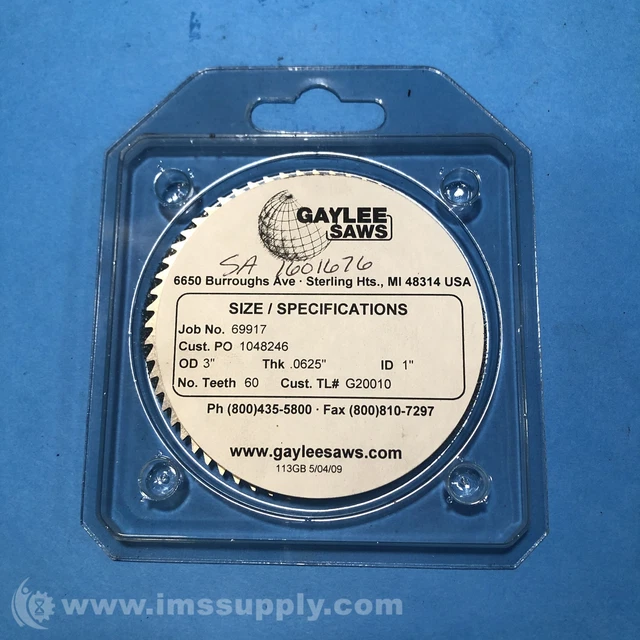 GAYLEE
SAWS
SA 1601676
6650 Burroughs Ave · Sterling Hts., MI 48314 USA
SIZE / SPECIFICATIONS
Job No. 69917
Cust. PO 1048246
OD 3" Thk .0625" ID 1"
No. Teeth 60 Cust. TL# G20010
Ph (800)435-5800 · Fax (800)810-7297
www.gayleesaws.com
113GB 5/04/09
www.imssupply.com